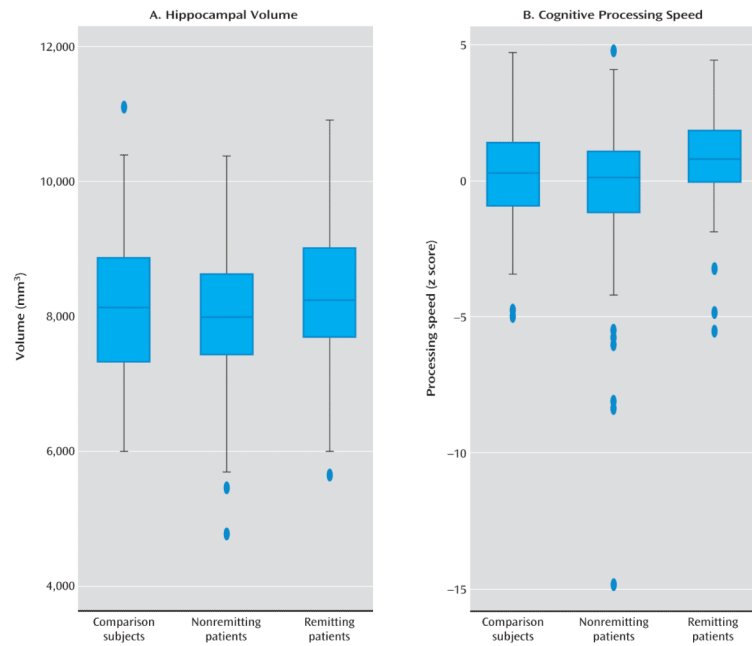 A. Hippocampal Volume
12,000
10,000
8,000
6,000
4,000
Volume (mm³)
Comparison
subjects
Nonremitting
patients
Remitting
patients
B. Cognitive Processing Speed
5
0
–5
–10
–15
Processing speed (z score)
Comparison
subjects
Nonremitting
patients
Remitting
patients